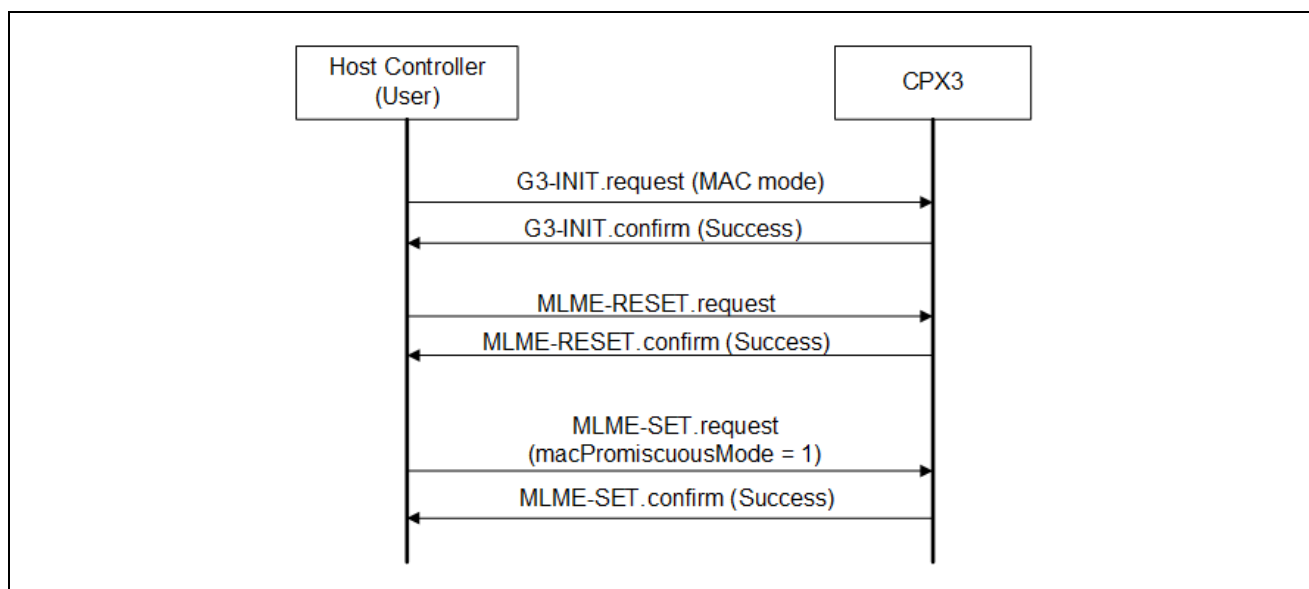 Host Controller
(User)
CPX3
G3-INIT.request (MAC mode)
G3-INIT.confirm (Success)
MLME-RESET.request
MLME-RESET.confirm (Success)
MLME-SET.request
(macPromiscuousMode = 1)
MLME-SET.confirm (Success)